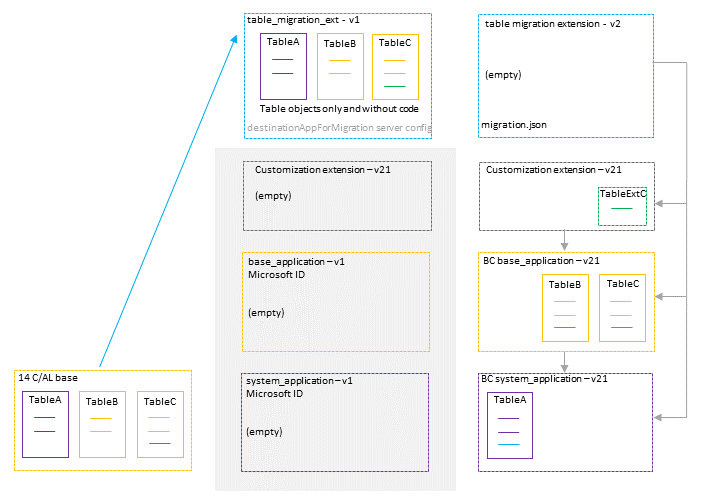 table_migration_ext - v1
TableA
TableB
TableC
Table objects only and without code
destinationAppForMigration server config
table migration extension - v2
(empty)
migration.json
Customization extension – v21
(empty)
Customization extension – v21
TableExtC
base_application – v1
Microsoft ID
(empty)
BC base_application – v21
TableB
TableC
14 C/AL base
TableA
TableB
TableC
system_application – v1
Microsoft ID
(empty)
BC system_application – v21
TableA